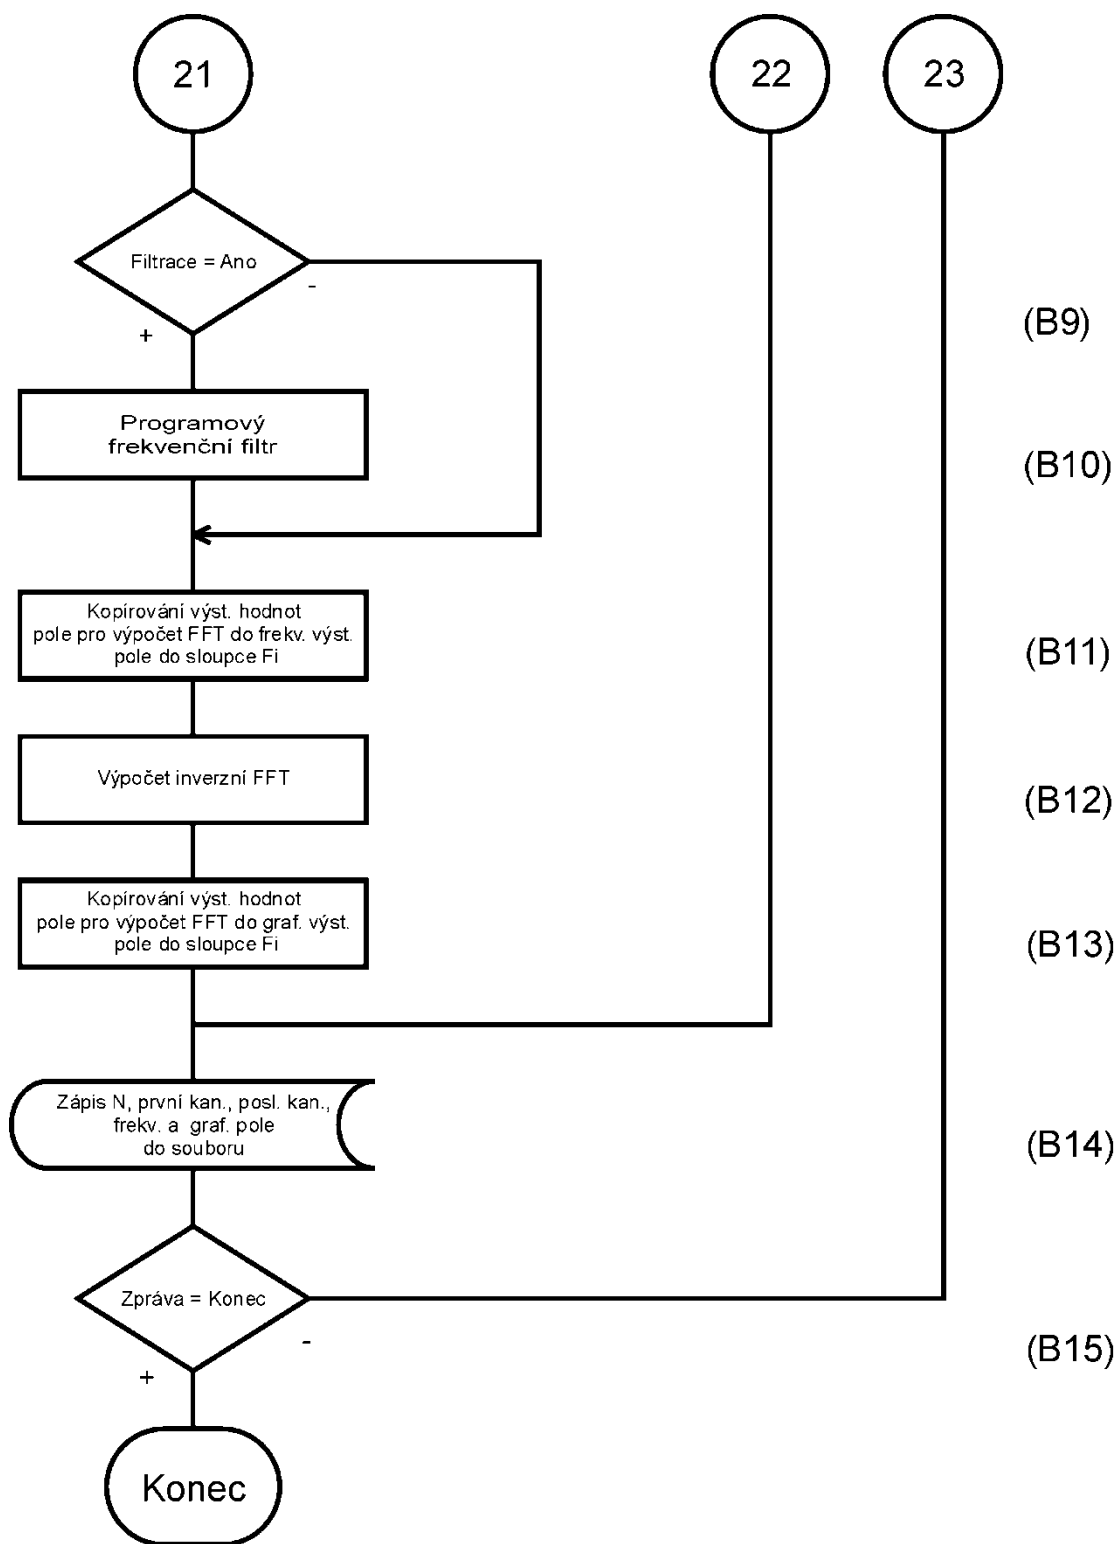 21
22
23
Filtrace = Ano
-
+
(B9)
Programový
frekvenční filtr
(B10)
Kopírování výst. hodnot
pole pro výpočet FFT do frekv. výst.
pole do sloupce Fi
(B11)
Výpočet inverzní FFT
(B12)
Kopírování výst. hodnot
pole pro výpočet FFT do graf. výst.
pole do sloupce Fi
(B13)
Zápis N, první kan., posl. kan.,
frekv. a graf. pole
do souboru
(B14)
Zpráva = Konec
-
+
(B15)
Konec